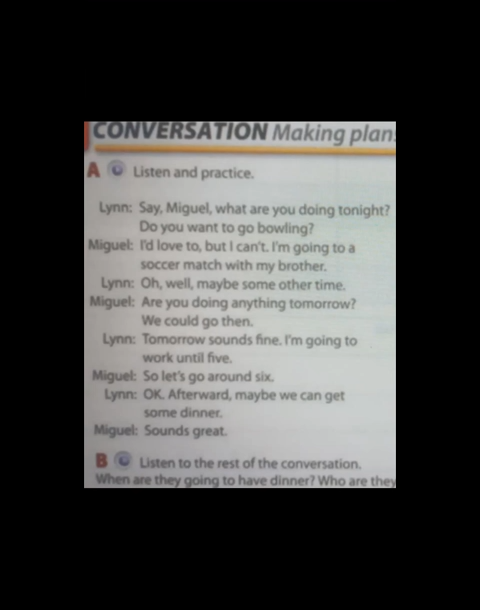 CONVERSATION Making plans
A Listen and practice.
Lynn: Say, Miguel, what are you doing tonight?
Do you want to go bowling?
Miguel: I'd love to, but I can't. I'm going to a
soccer match with my brother.
Lynn: Oh, well, maybe some other time.
Miguel: Are you doing anything tomorrow?
We could go then.
Lynn: Tomorrow sounds fine. I'm going to
work until five.
Miguel: So let's go around six.
Lynn: OK. Afterward, maybe we can get
some dinner.
Miguel: Sounds great.
B Listen to the rest of the conversation.
When are they going to have dinner? Who are they